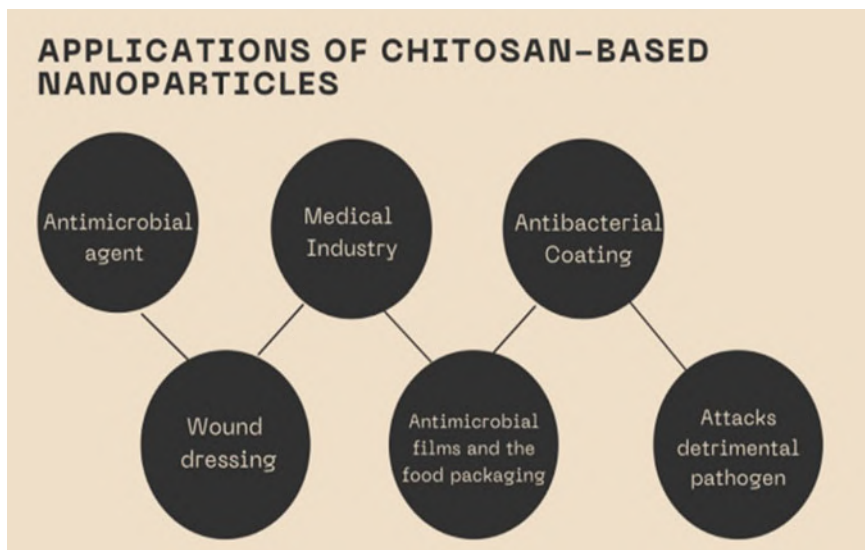 APPLICATIONS OF CHITOSAN-BASED
NANOPARTICLES
Antimicrobial
agent
Wound
dressing
Medical
Industry
Antimicrobial
films and the
food packaging
Antibacterial
Coating
Attacks
detrimental
pathogen